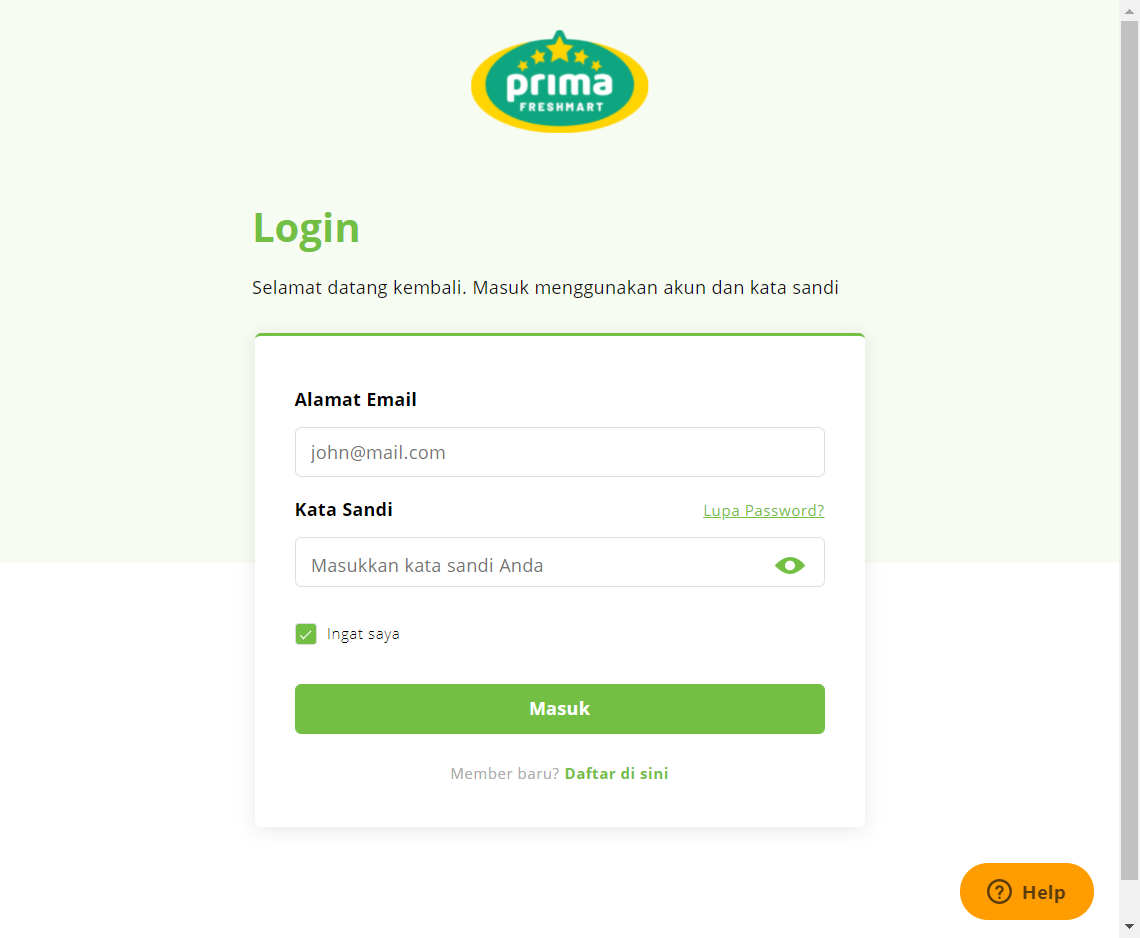 prima
FRESHMART
Login
Selamat datang kembali. Masuk menggunakan akun dan kata sandi
Alamat Email
john@mail.com
Kata Sandi
Lupa Password?
Masukkan kata sandi Anda
Ingat saya
Masuk
Member baru? Daftar di sini
Help